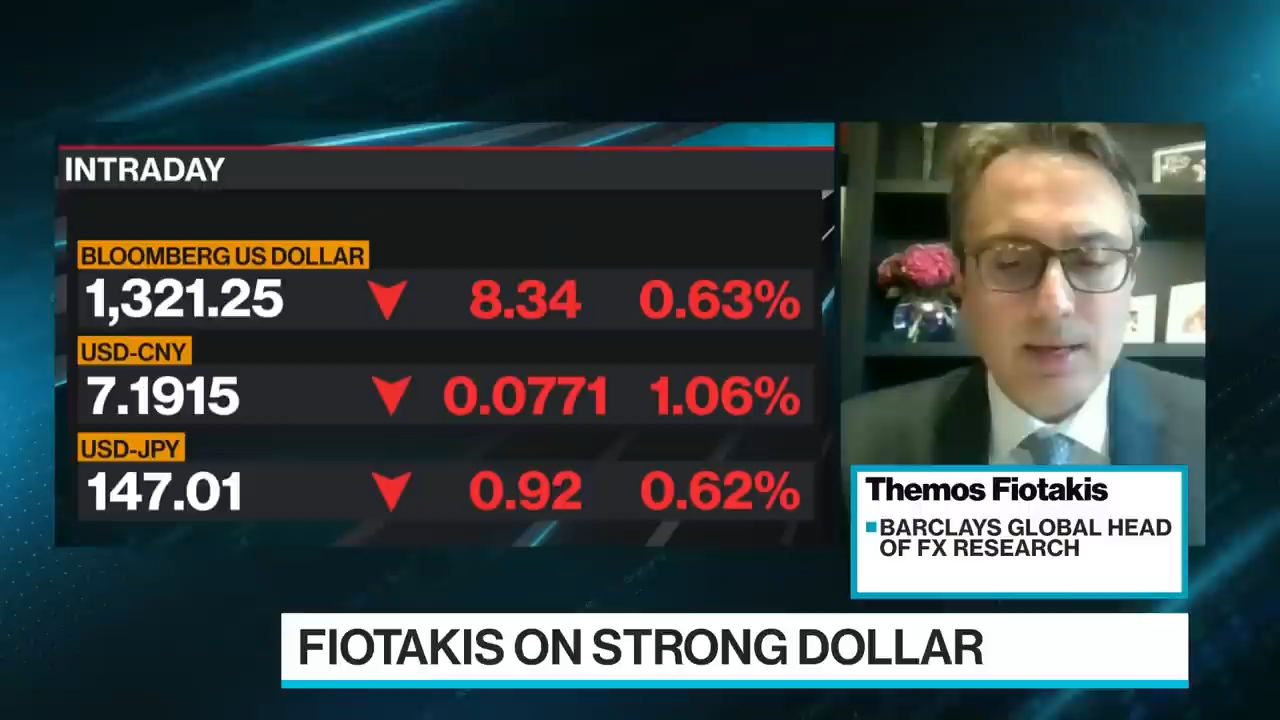 INTRADAY
BLOOMBERG US DOLLAR
1,321.25 8.34 0.63%
USD-CNY
7.1915 0.0771 1.06%
USD-JPY
147.01 0.92 0.62%
Themos Fiotakis
BARCLAYS GLOBAL HEAD
OF FX RESEARCH
FIOTAKIS ON STRONG DOLLAR